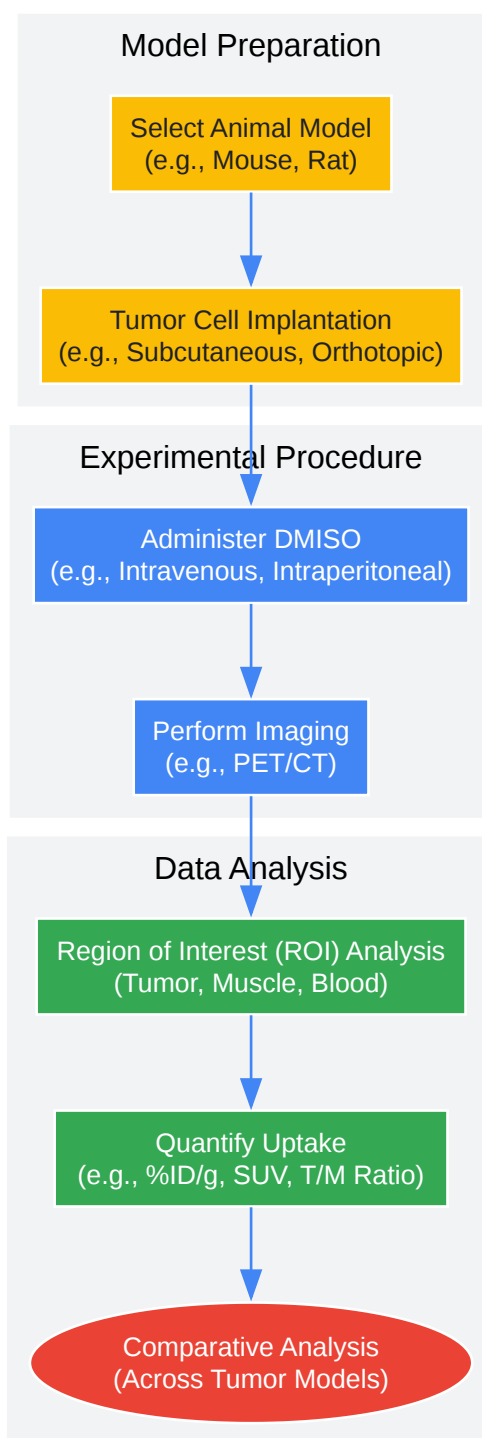 Model Preparation
Select Animal Model
(e.g., Mouse, Rat)
Tumor Cell Implantation
(e.g., Subcutaneous, Orthotopic)
Experimental Procedure
Administer DMISO
(e.g., Intravenous, Intraperitoneal)
Perform Imaging
(e.g., PET/CT)
Data Analysis
Region of Interest (ROI) Analysis
(Tumor, Muscle, Blood)
Quantify Uptake
(e.g., %ID/g, SUV, T/M Ratio)
Comparative Analysis
(Across Tumor Models)